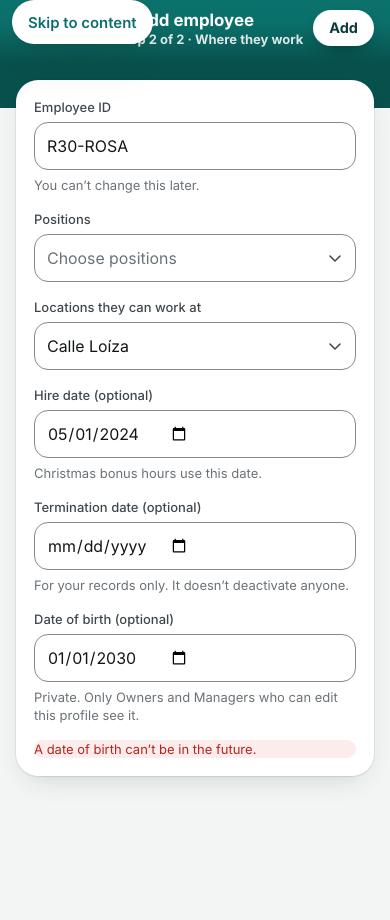 Skip to content
dd employee
2 of 2 · Where they work
Add
Employee ID
R30-ROSA
You can’t change this later.
Positions
Choose positions
Locations they can work at
Calle Loíza
Hire date (optional)
05/01/2024
Christmas bonus hours use this date.
Termination date (optional)
mm/dd/yyyy
For your records only. It doesn’t deactivate anyone.
Date of birth (optional)
01/01/2030
Private. Only Owners and Managers who can edit
this profile see it.
A date of birth can’t be in the future.